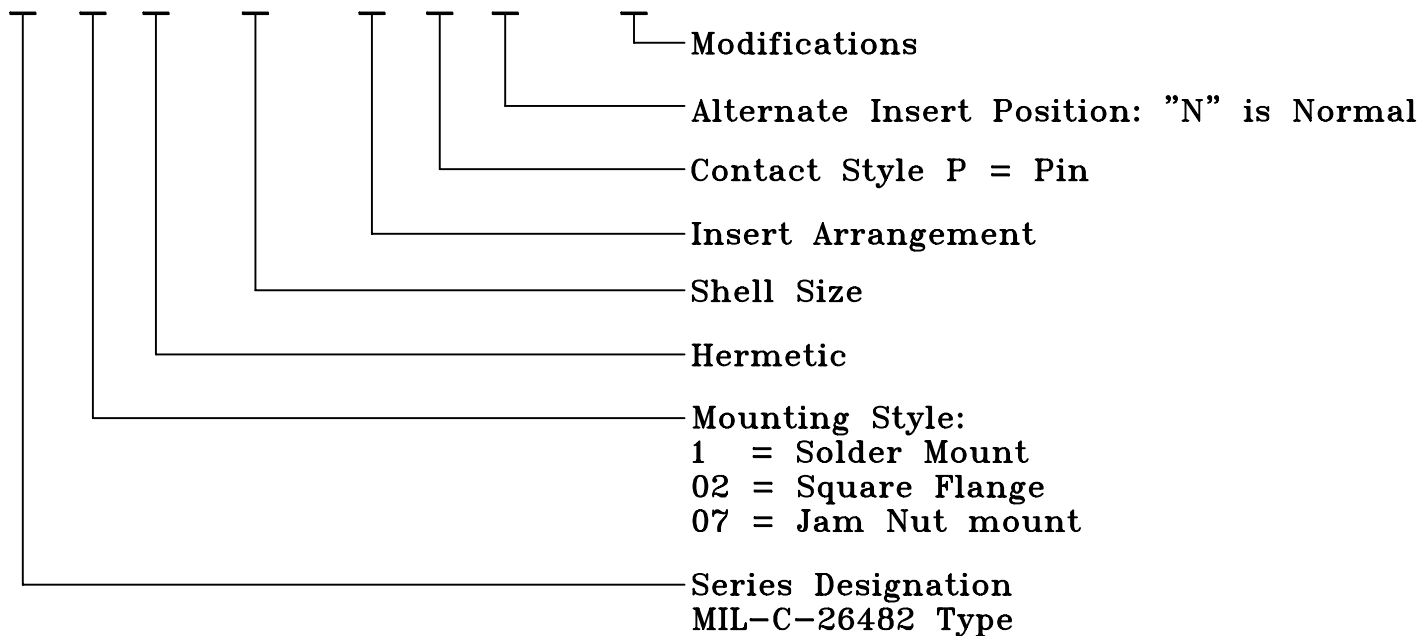 Modifications
Alternate Insert Position: ”N” is Normal
Contact Style P = Pin
Insert Arrangement
Shell Size
Hermetic
Mounting Style:
1 = Solder Mount
02 = Square Flange
07 = Jam Nut mount
Series Designation
MIL-C-26482 Type